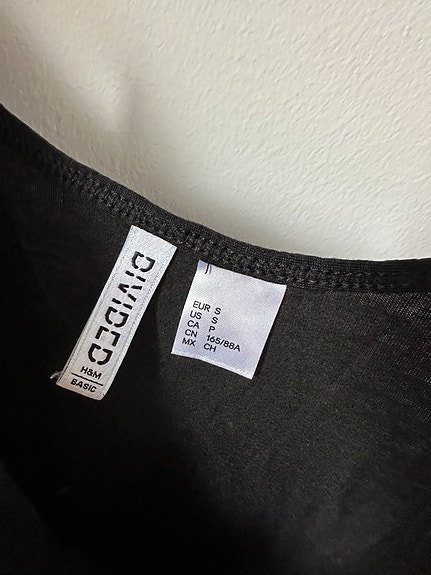 DIVIDED
H&M
BASIC
EUR S
US S
CA P
CN 165/88A
MX CH